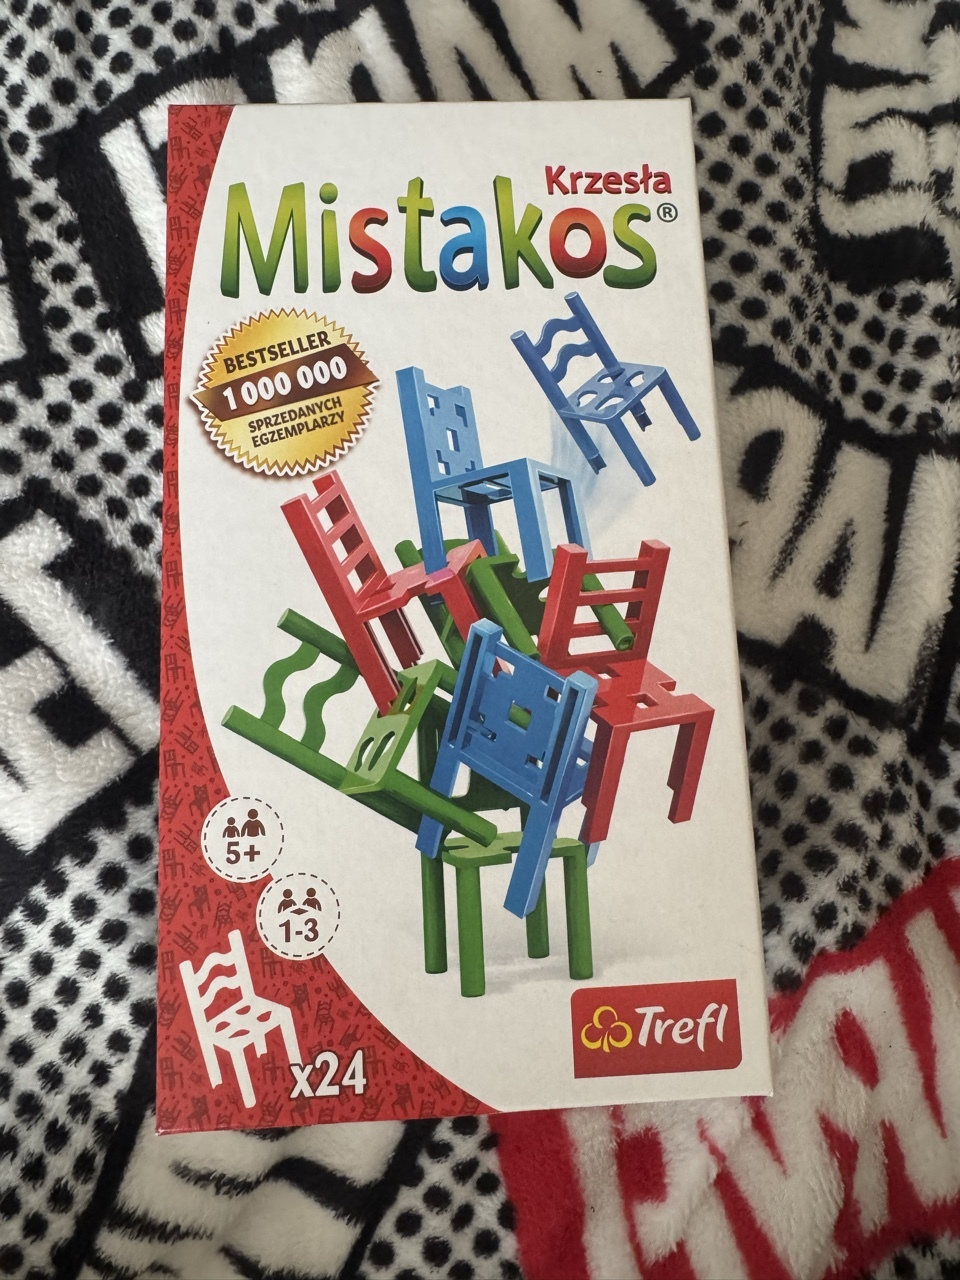 Krzesła
Mistakos®
BESTSELLER
1 000 000
SPRZEDANYCH
EGZEMPLARZY
5+
1-3
x24
Trefl